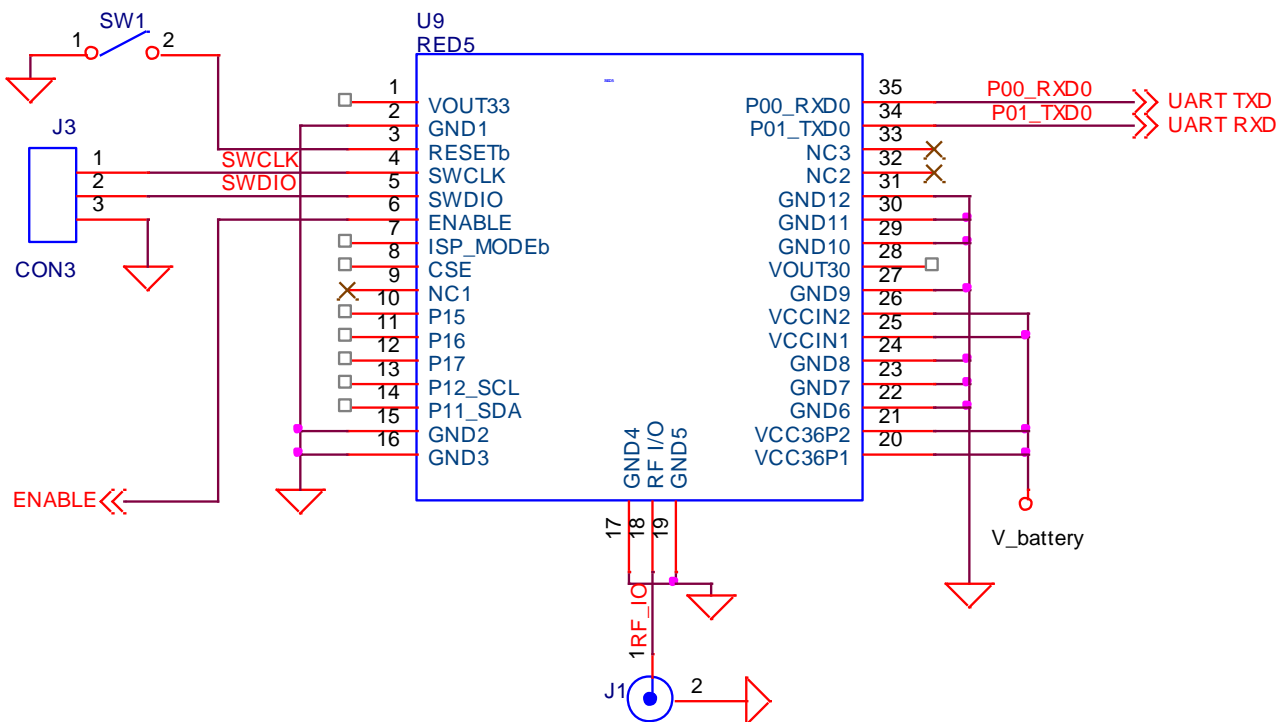 SW1
1
2
J3
1
2
3
CON3
SWCLK
SWDIO
ENABLE
U9
RED5
1 VOUT33
2 GND1
3 RESETb
4 SWCLK
5 SWDIO
6 ENABLE
7 ISP_MODEb
8 CSE
9 NC1
10 P15
11 P16
12 P17
13 P12_SCL
14 P11_SDA
15 GND2
16 GND3
P00_RXD0 35
P01_TXD0 34
NC3 33
NC2 32
GND12 31
GND11 30
GND10 29
VOUT30 28
GND9 27
VCCIN2 26
VCCIN1 25
GND8 24
GND7 23
GND6 22
VCC36P2 21
VCC36P1 20
P00_RXD0
UART TXD
P01_TXD0
UART RXD
V_battery
GND4
RF I/O
GND5
17
18
19
RF_IO
1
J1
2